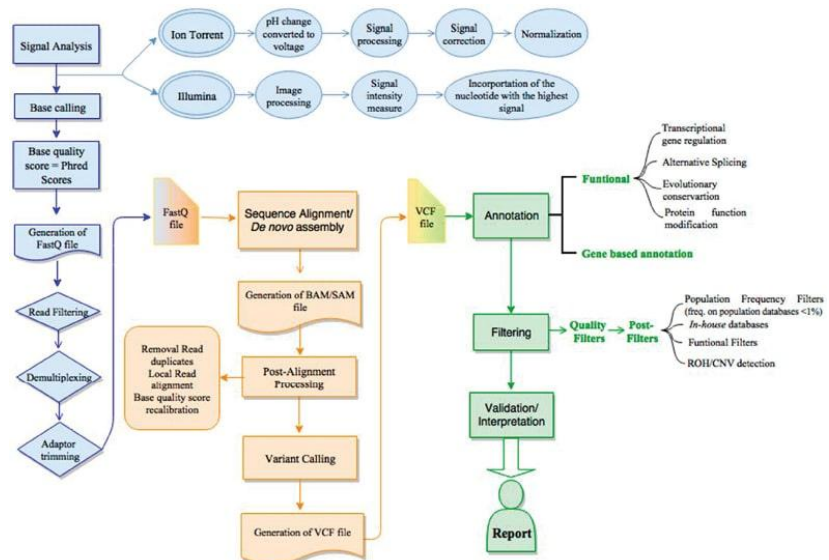 Signal Analysis
Ion Torrent
pH change
converted to
voltage
Signal
processing
Signal
correction
Normalization
Illumina
Image
processing
Signal
intensity
measure
Incorportation of the
nucleotide with the highest
signal
Base calling
Base quality
score = Phred
Scores
Generation of
FastQ file
Read Filtering
Demultiplexing
Adaptor
trimming
FastQ
file
Sequence Alignment/
De novo assembly
Generation of BAM/SAM
file
Post-Alignment
Processing
Removal Read
duplicates
Local Read
alignment
Base quality score
recalibration
Variant Calling
Generation of VCF file
VCF
file
Annotation
Funtional
Transcriptional
gene regulation
Alternative Splicing
Evolutionary
conservartion
Protein function
modification
Gene based annotation
Filtering
Quality
Filters
Post-
Filters
Population Frequency Filters
(freq. on population databases <1%)
In-house databases
Funtional Filters
ROH/CNV detection
Validation/
Interpretation
Report